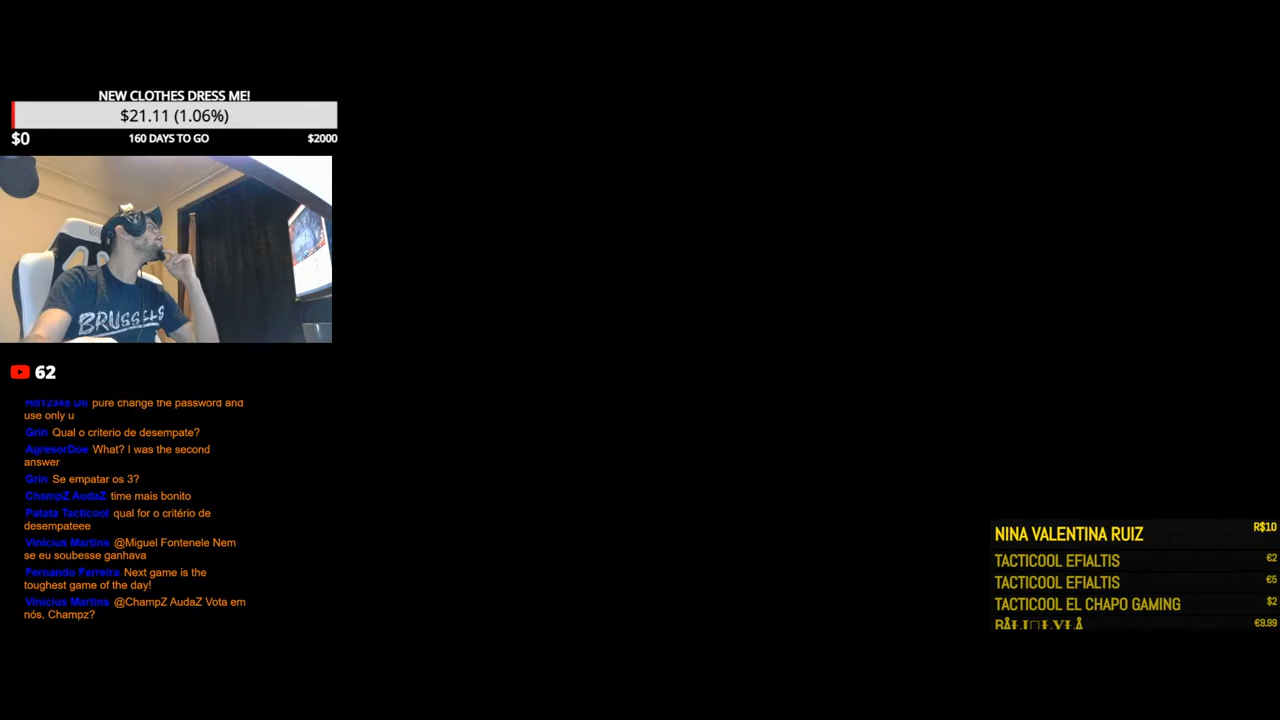 NEW CLOTHES DRESS ME!
$21.11 (1.06%)
$0 160 DAYS TO GO $2000
BRUSSELS
62
pure change the password and
use only u
Grin Qual o criterio de desempate?
AgresorDoe What? I was the second
answer
Grin Se empatar os 3?
ChampZ AudaZ time mais bonito
Patata Tacticool qual for o critério de
desempateee
Vinicius Martins @Miguel Fontenele Nem
se eu soubesse ganhava
Fernando Ferreira Next game is the
toughest game of the day!
Vinicius Martins @ChampZ AudaZ Vota em
nós. Champz?
NINA VALENTINA RUIZ R$10
TACTICOOL EFIALTIS €2
TACTICOOL EFIALTIS €5
TACTICOOL EL CHAPO GAMING $2
€9.99